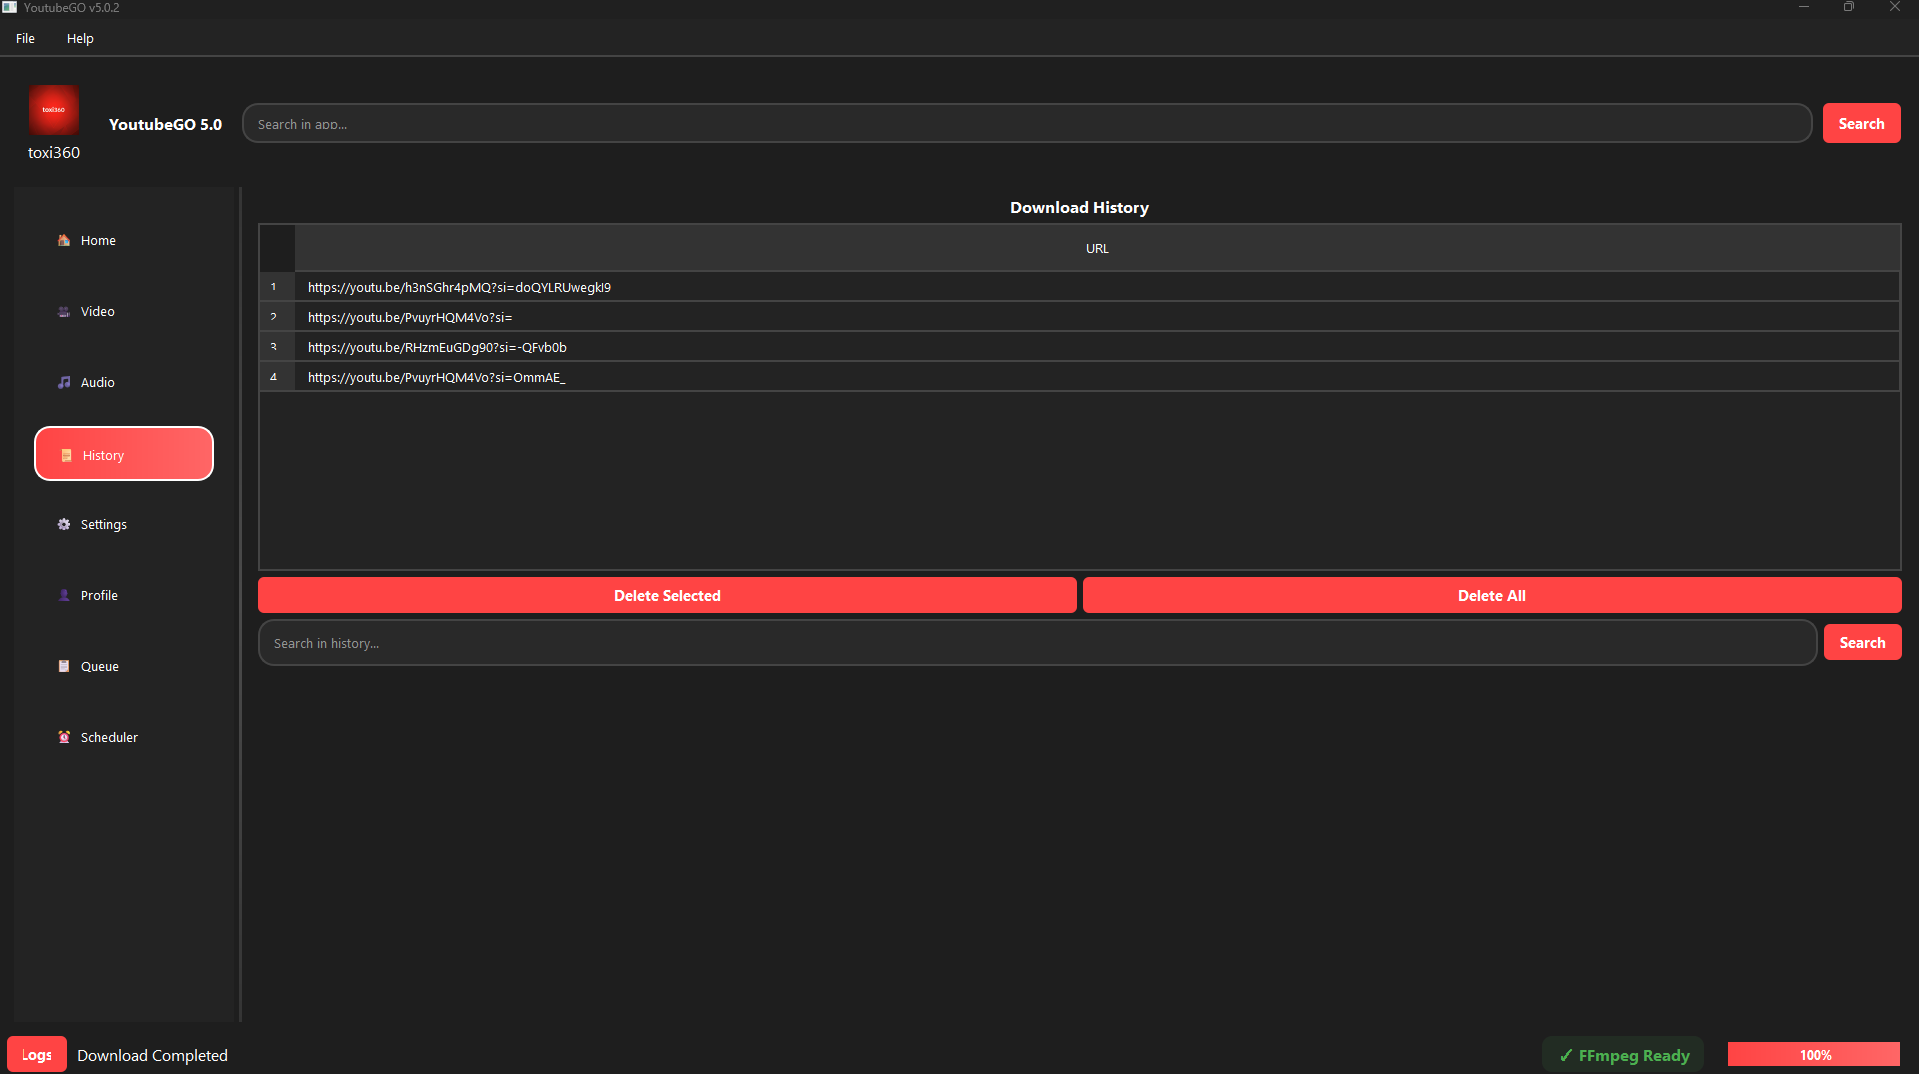 YoutubeGO v5.0.2
File Help
toxi360
YoutubeGO 5.0
Search in app...
Search
toxi360
Home
Video
Audio
History
Settings
Profile
Queue
Scheduler
Download History
URL
1 https://youtu.be/h3nSGhr4pMQ?si=doQYLRUwegkI9
2 https://youtu.be/PvuyrHQM4Vo?si=
3 https://youtu.be/RHzmEuGDg90?si=-QFvb0b
4 https://youtu.be/PvuyrHQM4Vo?si=OmmAE_
Delete Selected Delete All
Search in history... Search
Logs Download Completed ✓ FFmpeg Ready 100%